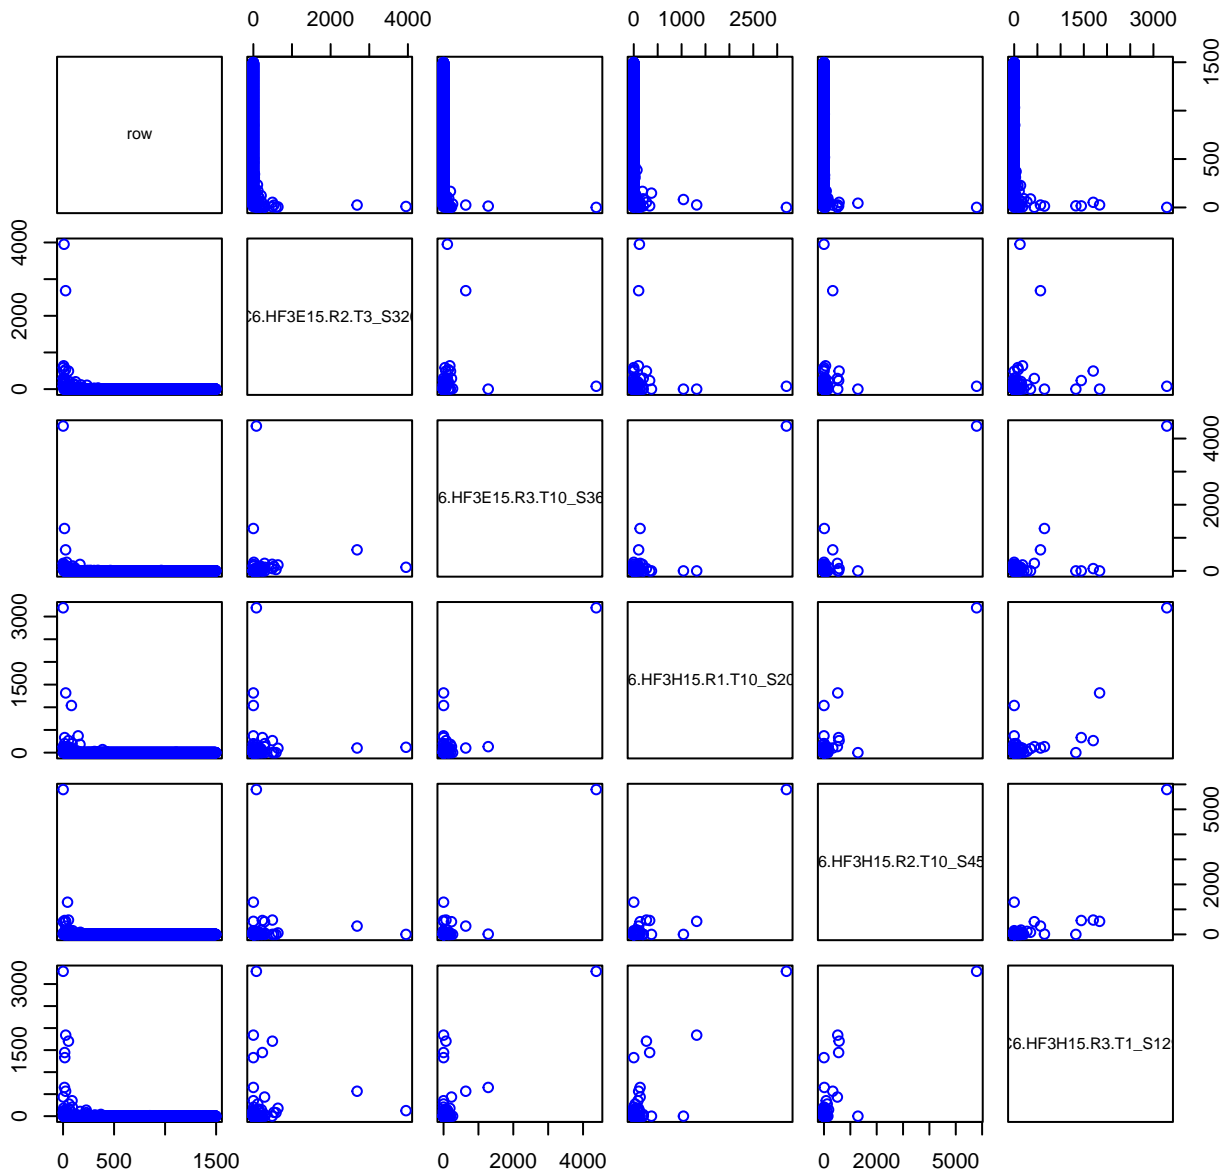 0 2000 4000 0 1000 2500 0 1500 3000
row
0 500 1500
0 2000 4000
C6.HF3E15.R2.T3_S32
6.HF3E15.R3.T10_S36
0 2000 4000
0 1500 3000
6.HF3H15.R1.T10_S20
6.HF3H15.R2.T10_S45
0 2000 5000
0 1500 3000
C6.HF3H15.R3.T1_S12
0 500 1500 0 2000 4000 0 2000 5000